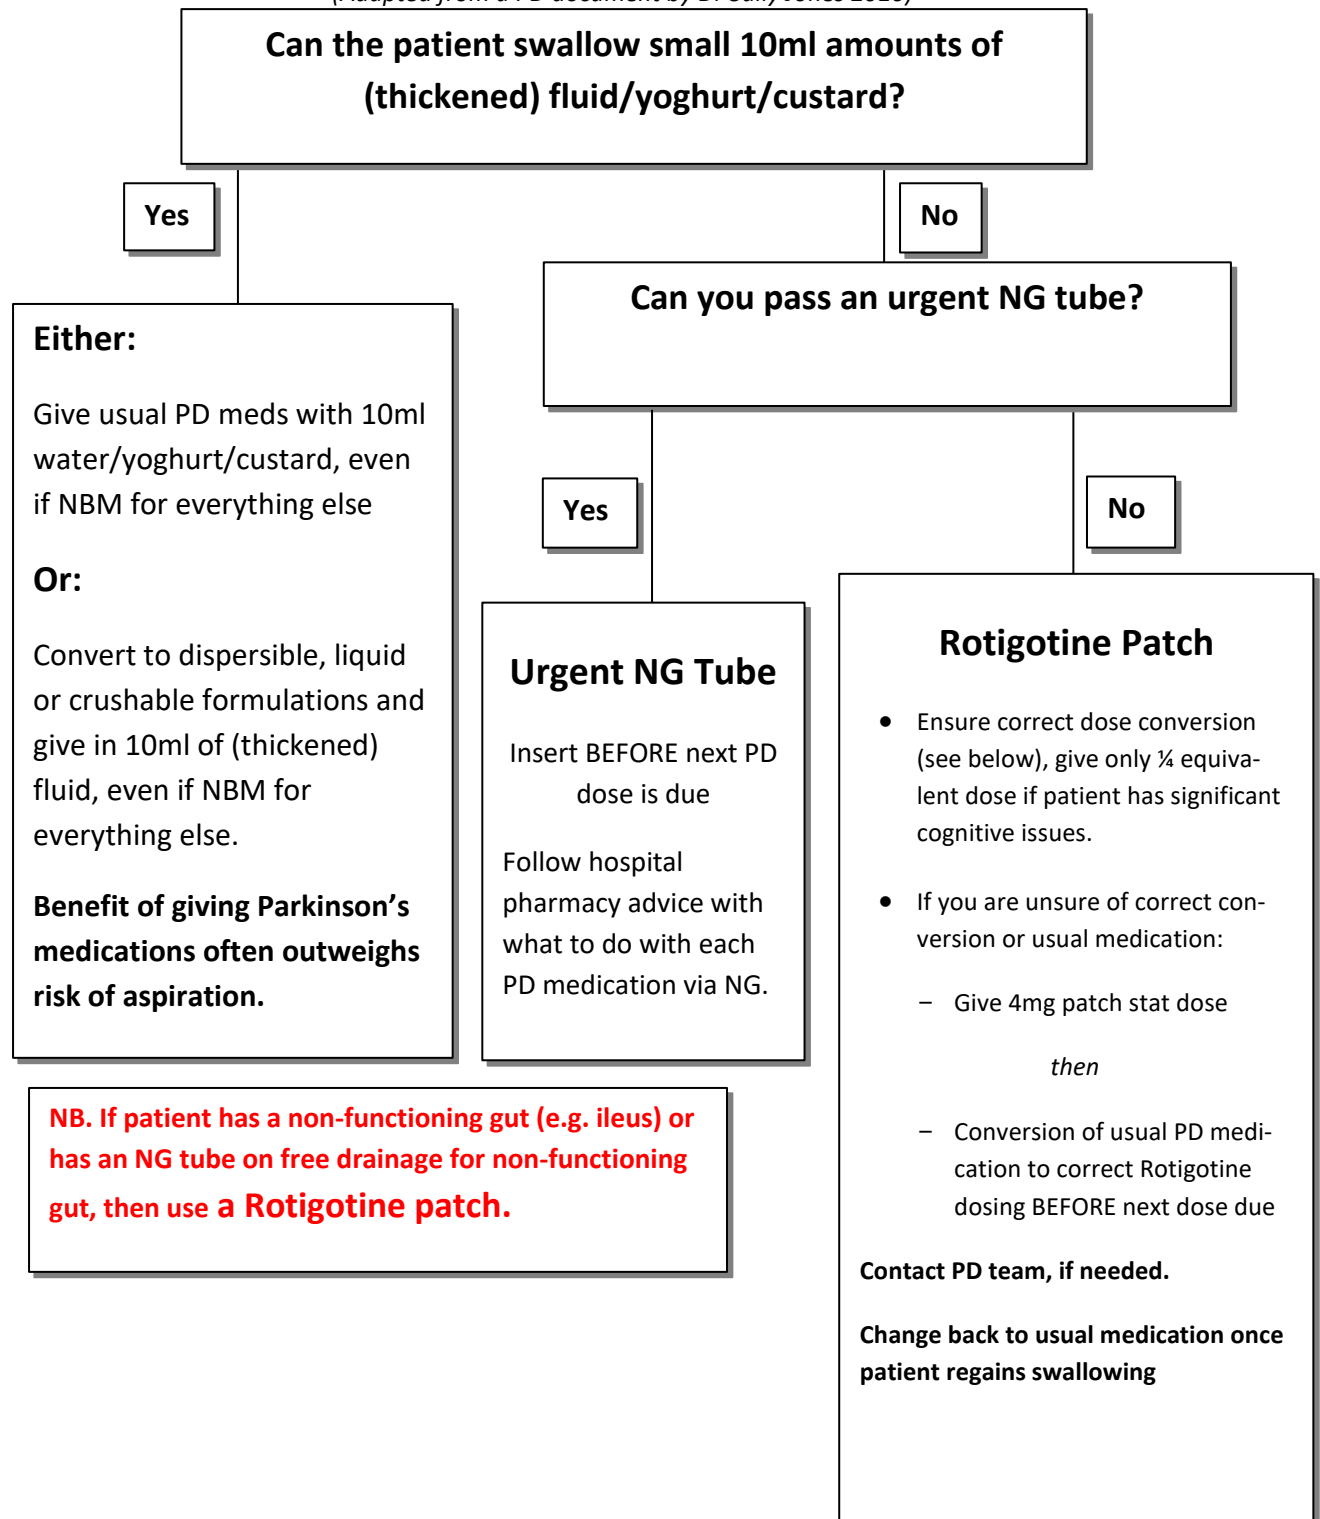 Can the patient swallow small 10ml amounts of
(thickened) fluid/yoghurt/custard?
Yes
No
Can you pass an urgent NG tube?
Either:
Give usual PD meds with 10ml
water/yoghurt/custard, even
if NBM for everything else
Or:
Convert to dispersible, liquid
or crushable formulations and
give in 10ml of (thickened)
fluid, even if NBM for
everything else.
Benefit of giving Parkinson’s
medications often outweighs
risk of aspiration.
Yes
No
Urgent NG Tube
Insert BEFORE next PD
dose is due
Follow hospital
pharmacy advice with
what to do with each
PD medication via NG.
Rotigotine Patch
• Ensure correct dose conversion
(see below), give only ¼ equiva-
lent dose if patient has significant
cognitive issues.
• If you are unsure of correct con-
version or usual medication:
– Give 4mg patch stat dose
then
– Conversion of usual PD medi-
cation to correct Rotigotine
dosing BEFORE next dose due
Contact PD team, if needed.
Change back to usual medication once
patient regains swallowing
NB. If patient has a non-functioning gut (e.g. ileus) or
has an NG tube on free drainage for non-functioning
gut, then use a Rotigotine patch.